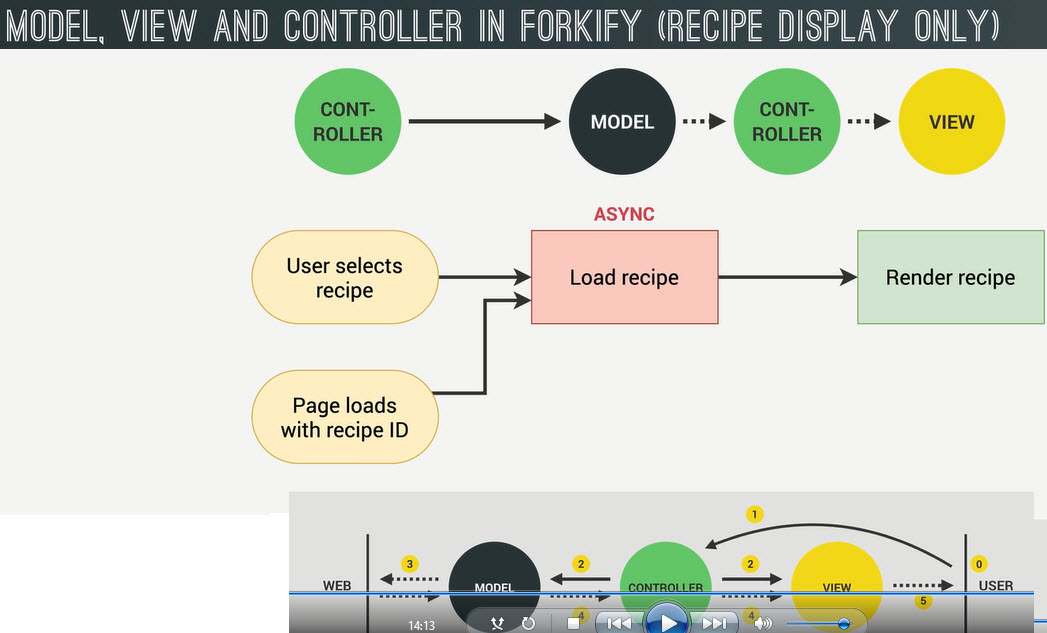 MODEL, VIEW AND CONTROLLER IN FORKIFY (RECIPE DISPLAY ONLY)
CONT-
ROLLER
MODEL
CONT-
ROLLER
VIEW
ASYNC
User selects
recipe
Load recipe
Render recipe
Page loads
with recipe ID
1
3
2
2
0
WEB
MODEL
CONTROLLER
VIEW
USER
4
4
5
14:13